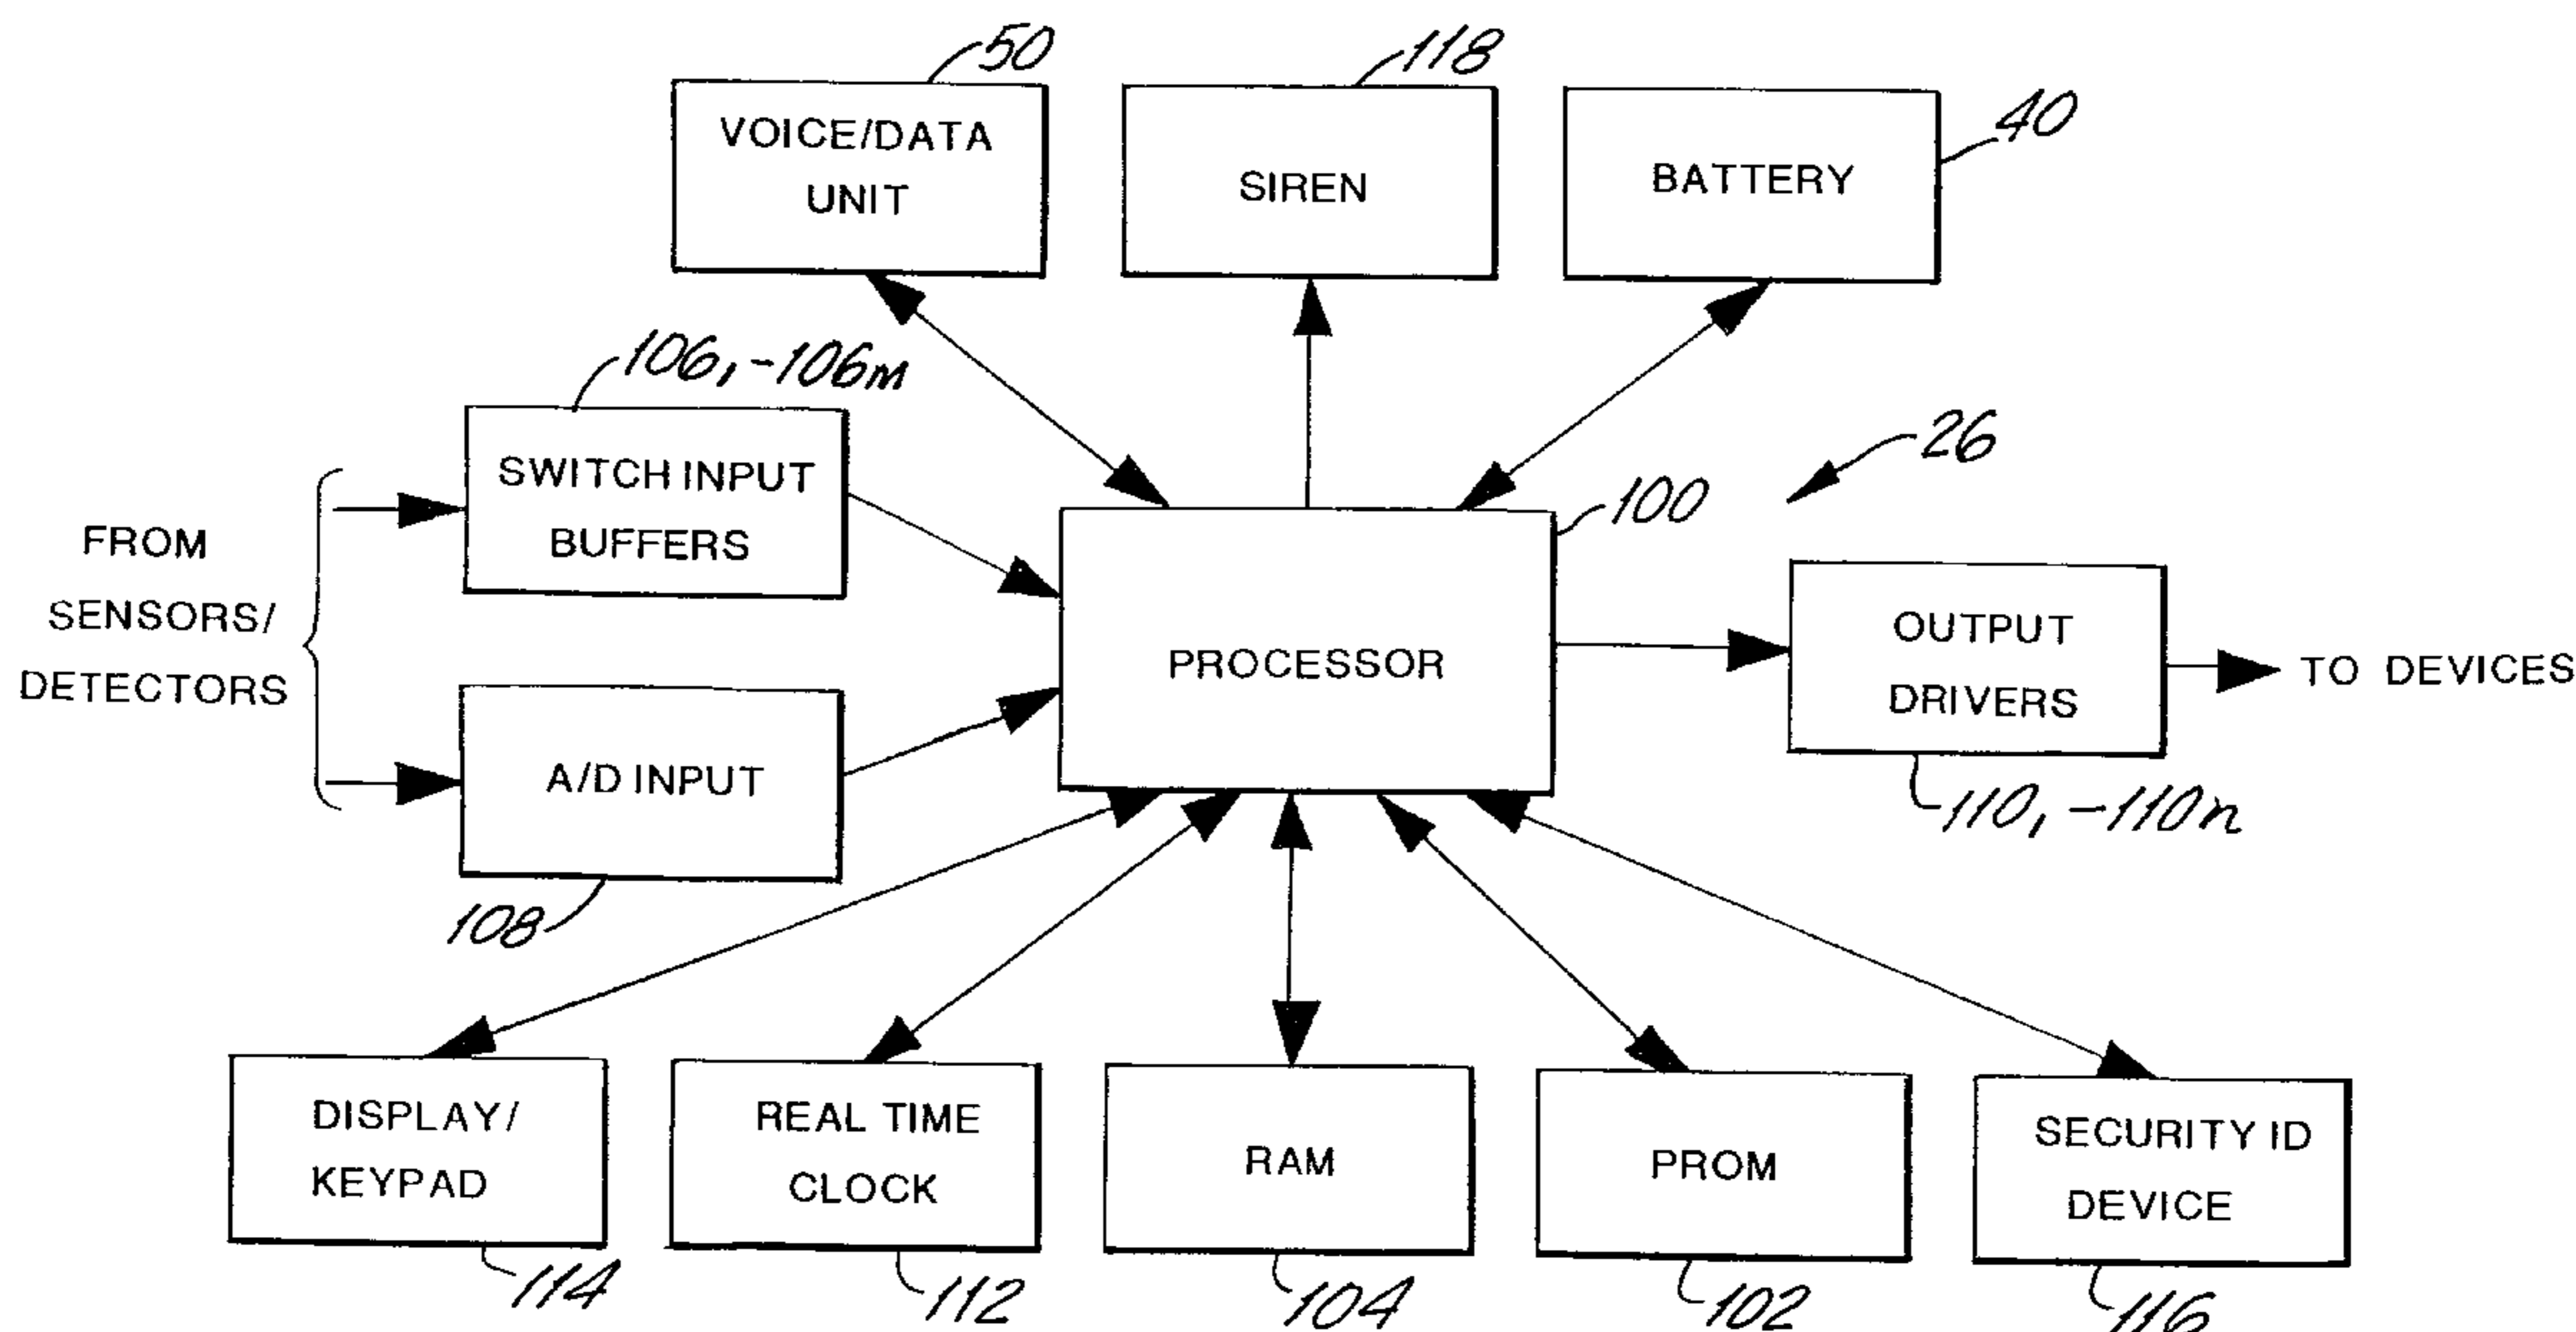 50
118
40
VOICE/DATA
UNIT
SIREN
BATTERY
106,-106m
26
SWITCH INPUT
BUFFERS
100
FROM
SENSORS/
DETECTORS
PROCESSOR
OUTPUT
DRIVERS
TO DEVICES
A/D INPUT
110,-110n
108
DISPLAY/
KEYPAD
REAL TIME
CLOCK
RAM
PROM
SECURITY ID
DEVICE
114
112
104
102
116